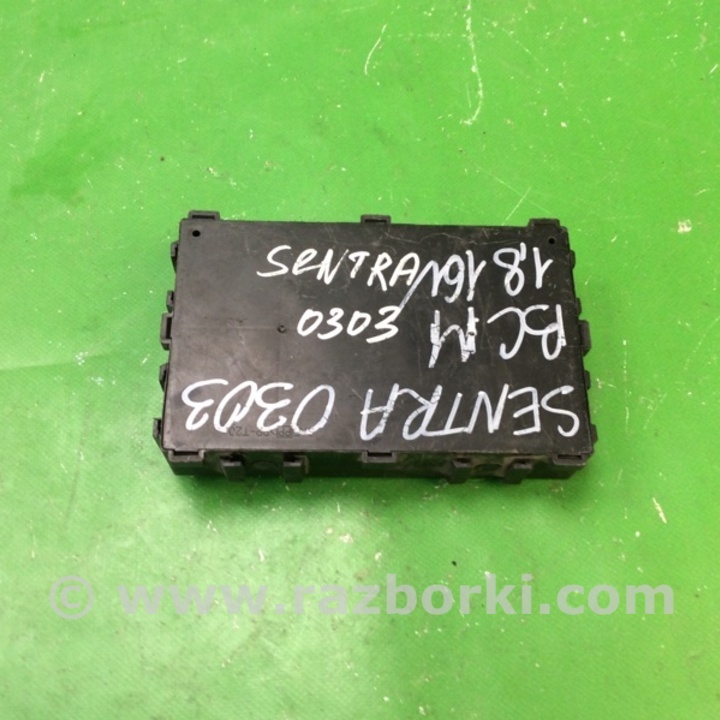 SENTRA
0303
1,8 16V
BCM
SENTRA 0303
© www.razborki.com